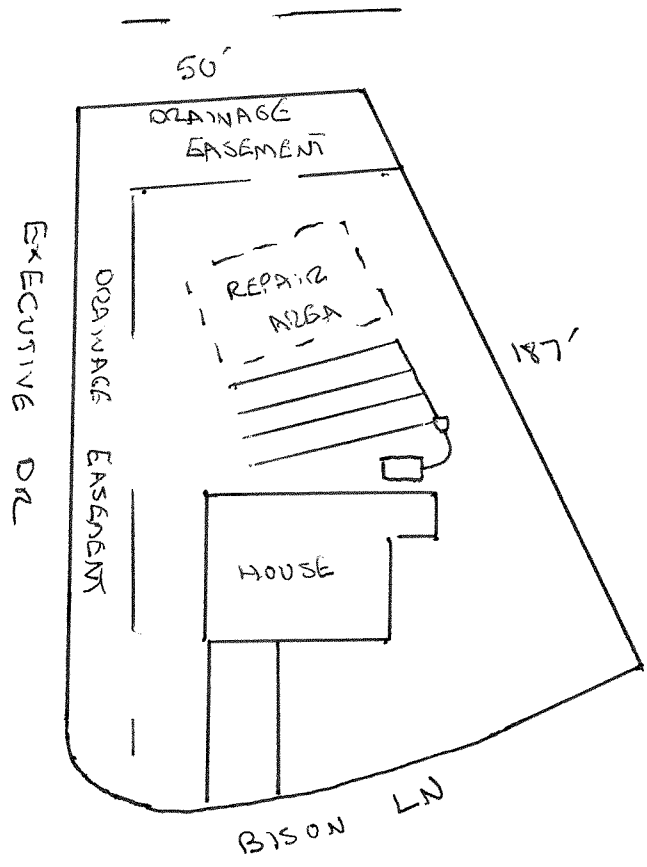 50'
DRAINAGE
EASEMENT
EXECUTIVE DR
DRAINAGE EASEMENT
REPAIR
AREA
187'
HOUSE
BISON LN